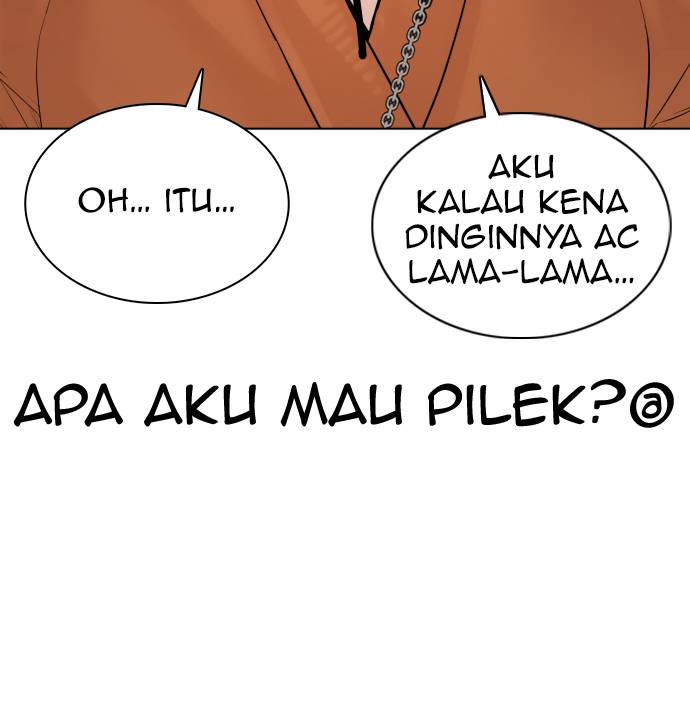 OH... ITU...
AKU
KALAU KENA
DINGINNYA AC
LAMA-LAMA...
APA AKU MAU PILEK?@